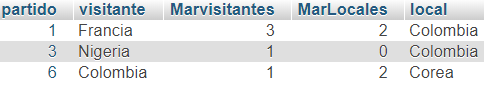 partido visitante Marvisitantes MarLocales local
1 Francia 3 2 Colombia
3 Nigeria 1 0 Colombia
6 Colombia 1 2 Corea